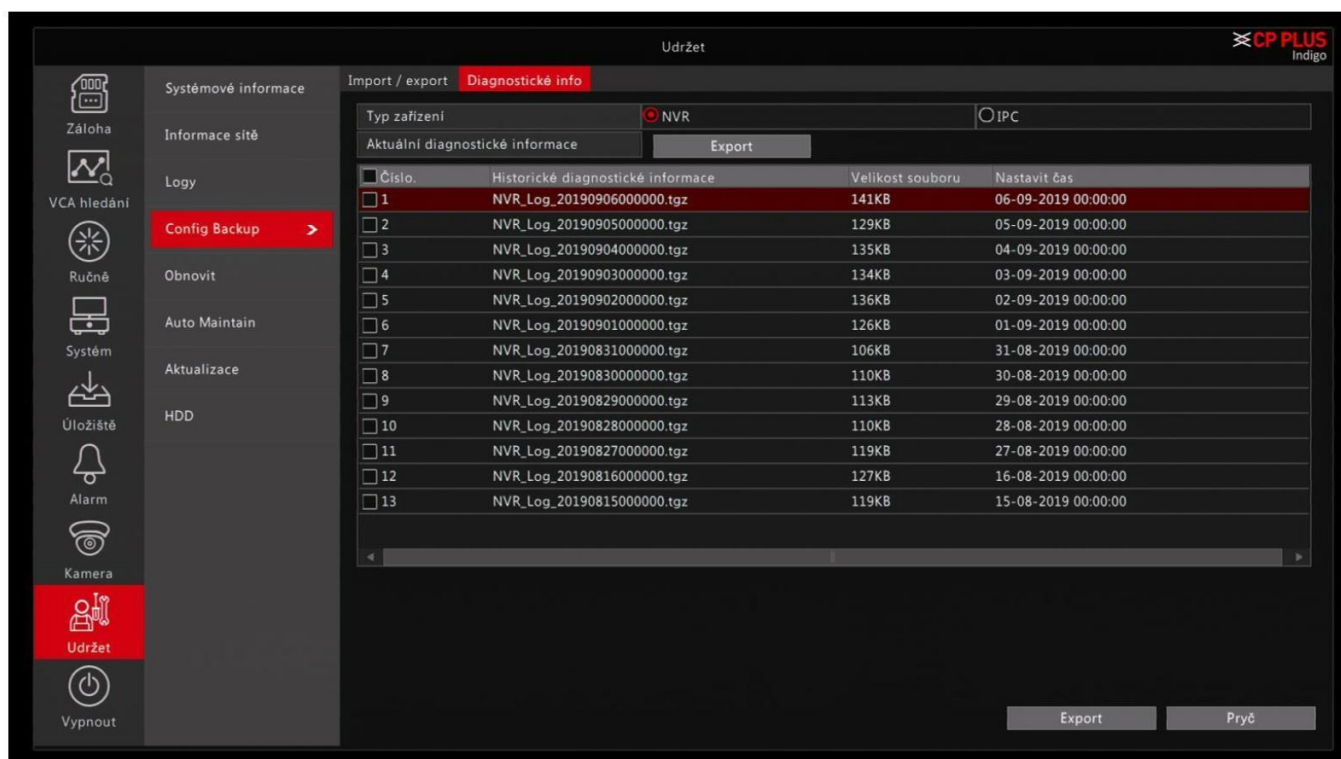 Udržet
CP PLUS
Indigo
Záloha
VCA hledání
Ručně
Systém
Úložiště
Alarm
Kamera
Udržet
Vypnout
Systémové informace
Informace sítě
Logy
Config Backup >
Obnovit
Auto Maintain
Aktualizace
HDD
Import / export Diagnostické info
Typ zařízení NVR IPC
Aktuální diagnostické informace Export
Číslo. Historické diagnostické informace Velikost souboru Nastavit čas
1 NVR_Log_20190906000000.tgz 141KB 06-09-2019 00:00:00
2 NVR_Log_20190905000000.tgz 129KB 05-09-2019 00:00:00
3 NVR_Log_20190904000000.tgz 135KB 04-09-2019 00:00:00
4 NVR_Log_20190903000000.tgz 134KB 03-09-2019 00:00:00
5 NVR_Log_20190902000000.tgz 136KB 02-09-2019 00:00:00
6 NVR_Log_20190901000000.tgz 126KB 01-09-2019 00:00:00
7 NVR_Log_20190831000000.tgz 106KB 31-08-2019 00:00:00
8 NVR_Log_20190830000000.tgz 110KB 30-08-2019 00:00:00
9 NVR_Log_20190829000000.tgz 113KB 29-08-2019 00:00:00
10 NVR_Log_20190828000000.tgz 110KB 28-08-2019 00:00:00
11 NVR_Log_20190827000000.tgz 119KB 27-08-2019 00:00:00
12 NVR_Log_20190816000000.tgz 127KB 16-08-2019 00:00:00
13 NVR_Log_20190815000000.tgz 119KB 15-08-2019 00:00:00
Export Pryč